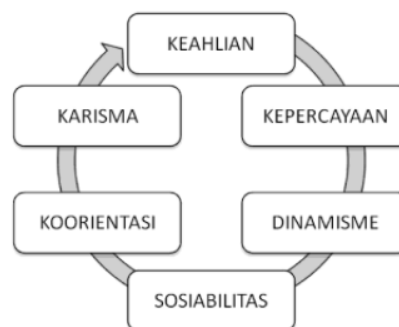 KEAHLIAN
KEPERCAYAAN
DINAMISME
SOSIABILITAS
KOORIENTASI
KARISMA